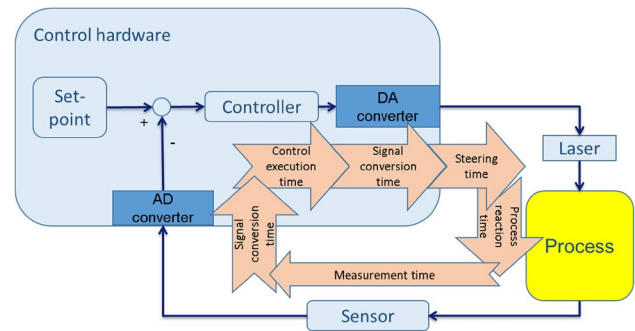 Control hardware
Set-
point
+
-
Controller
DA
converter
Laser
Control
execution
time
Signal
conversion
time
Steering
time
Process
reaction
time
Process
AD
converter
Signal
conversion
time
Measurement time
Sensor